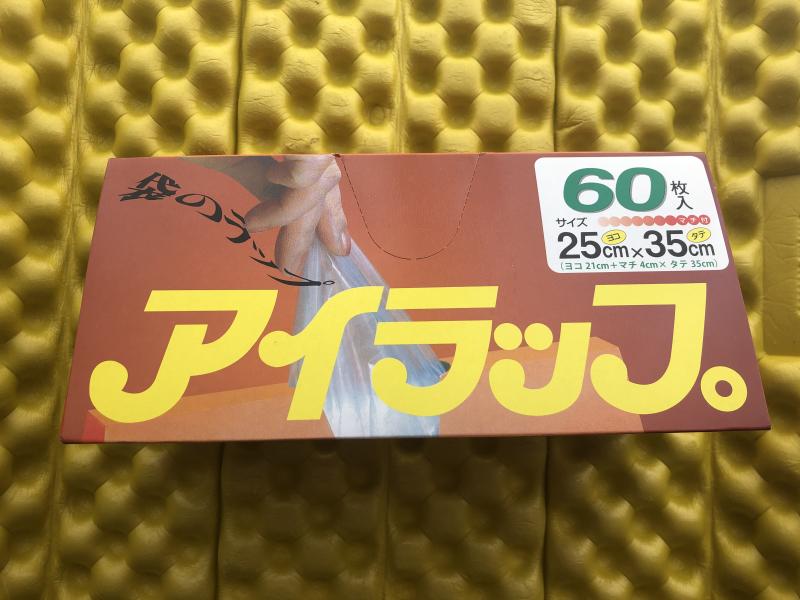 袋のラップ。
アイラップ。
60枚入
サイズ マチ付
ヨコ タテ
25cm×35cm
(ヨコ 21cm+マチ 4cm× タテ 35cm)